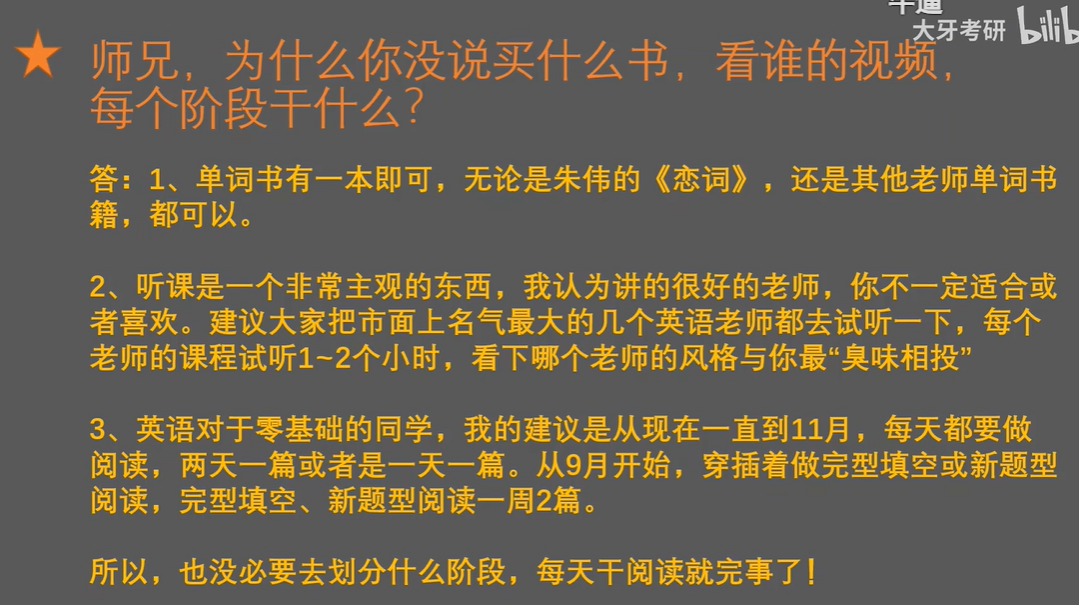 大牙考研 bilib
师兄，为什么你没说买什么书，看谁的视频，
每个阶段干什么？
答：1、单词书有一本即可，无论是朱伟的《恋词》，还是其他老师单词书
籍，都可以。
2、听课是一个非常主观的东西，我认为讲的很好的老师，你不一定适合或
者喜欢。建议大家把市面上名气最大的几个英语老师都去试听一下，每个
老师的课程试听1~2个小时，看下哪个老师的风格与你最“臭味相投”
3、英语对于零基础的同学，我的建议是从现在一直到11月，每天都要做
阅读，两天一篇或者是一天一篇。从9月开始，穿插着做完型填空或新题型
阅读，完型填空、新题型阅读一周2篇。
所以，也没必要去划分什么阶段，每天干阅读就完事了！